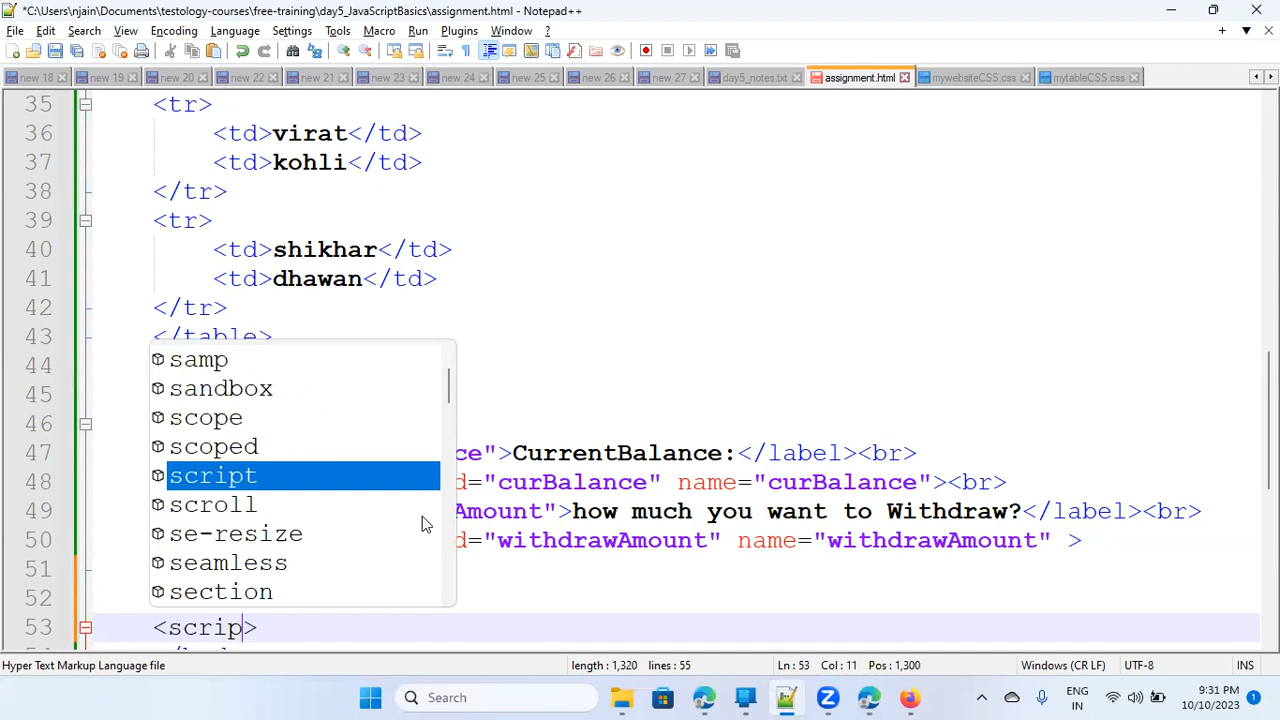 *C:\Users\njain\Documents\testology-courses\free-training\day5_JavaScriptBasics\assignment.html - Notepad++
File Edit Search View Encoding Language Settings Tools Macro Run Plugins Window ?
new 18 new 19 new 20 new 22 new 21 new 23 new 24 new 25 new 26 new 27 day5_notes.txt assignment.html mywebsiteCSS.css mytableCSS.css
35 <tr>
36 <td>virat</td>
37 <td>kohli</td>
38 </tr>
39 <tr>
40 <td>shikhar</td>
41 <td>dhawan</td>
42 </tr>
43 </table>
44 samp
45 sandbox
46 scope
47 scoped ce">CurrentBalance:</label><br>
48 script d="curBalance" name="curBalance"><br>
49 scroll Amount">how much you want to Withdraw?</label><br>
50 se-resize d="withdrawAmount" name="withdrawAmount" >
51 seamless
52 section
53 <scrip>
Hyper Text Markup Language file length : 1,320 lines : 55 Ln : 53 Col : 11 Pos : 1,300 Windows (CR LF) UTF-8 INS
Search ENG IN 9:31 PM 10/10/2023 1